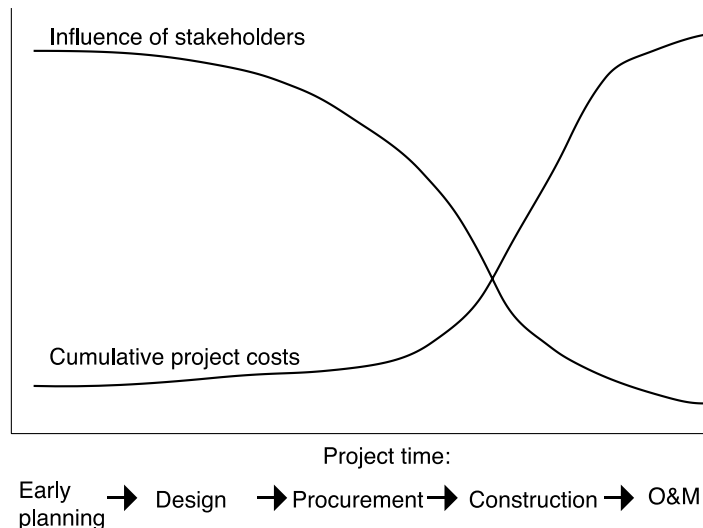 Influence of stakeholders
Cumulative project costs
Project time:
Early planning → Design → Procurement → Construction → O&M